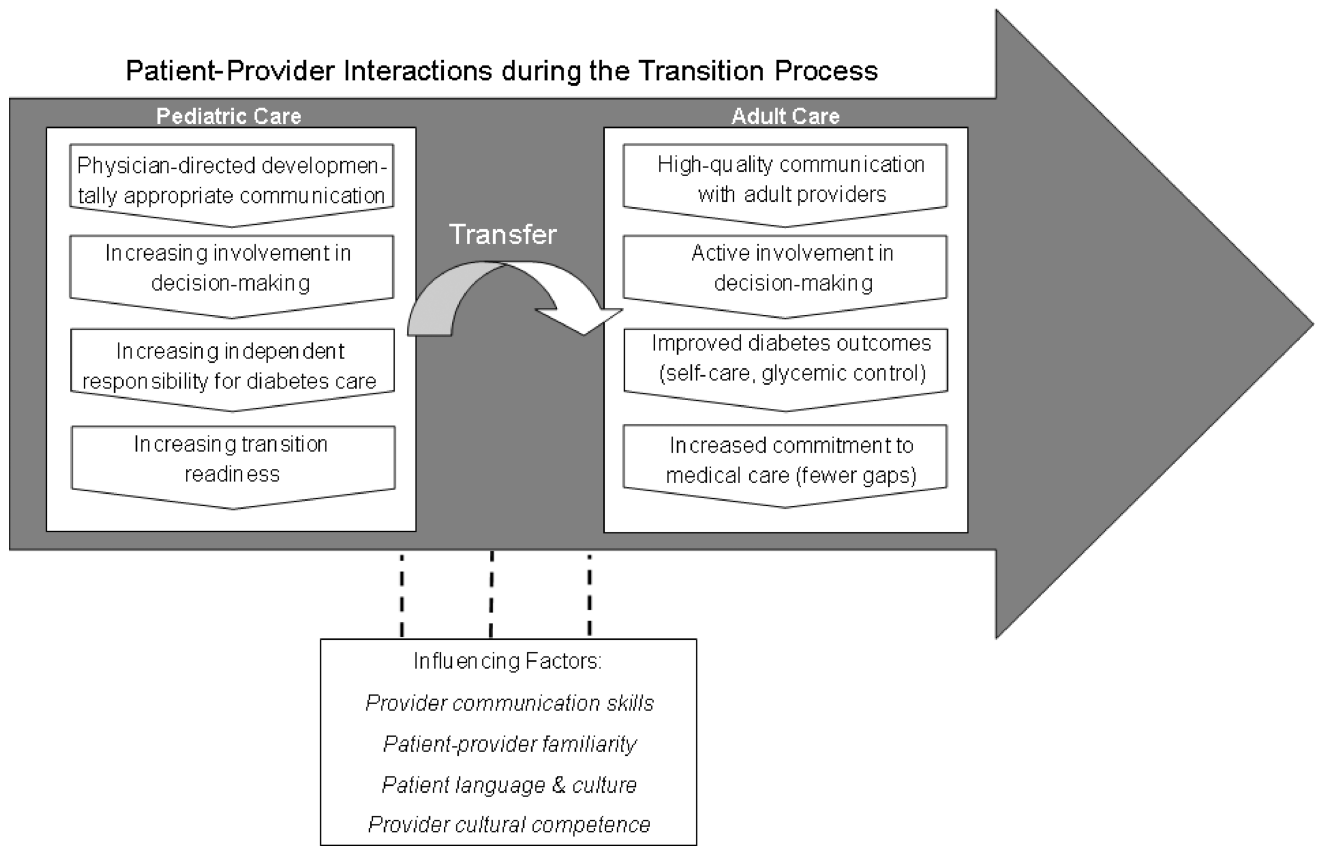 Patient-Provider Interactions during the Transition Process
Pediatric Care
Physician-directed developmen-
tally appropriate communication
Increasing involvement in
decision-making
Increasing independent
responsibility for diabetes care
Increasing transition
readiness
Transfer
Adult Care
High-quality communication
with adult providers
Active involvement in
decision-making
Improved diabetes outcomes
(self-care, glycemic control)
Increased commitment to
medical care (fewer gaps)
Influencing Factors:
Provider communication skills
Patient-provider familiarity
Patient language & culture
Provider cultural competence